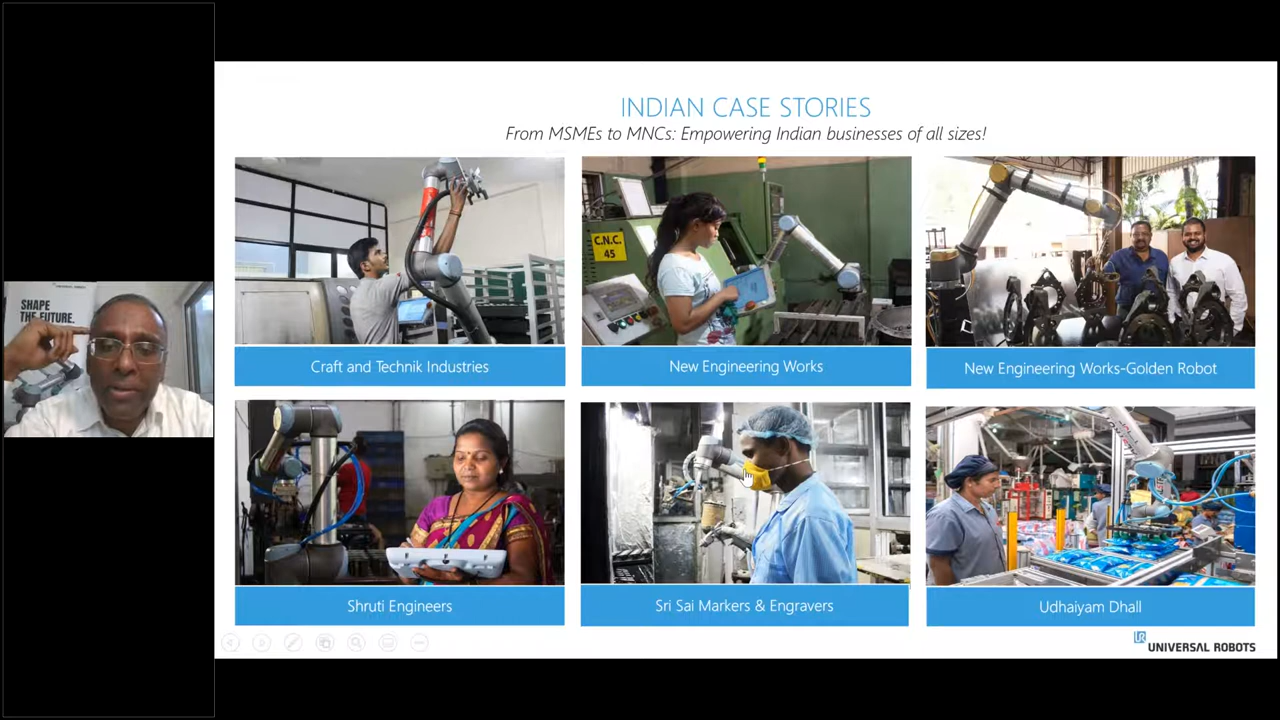 INDIAN CASE STORIES
From MSMEs to MNCs: Empowering Indian businesses of all sizes!
C.N.C.
45
Craft and Technik Industries
New Engineering Works
New Engineering Works-Golden Robot
SHAPE
THE FUTURE.
Shruti Engineers
Sri Sai Markers & Engravers
Udhaiyam Dhall
UNIVERSAL ROBOTS